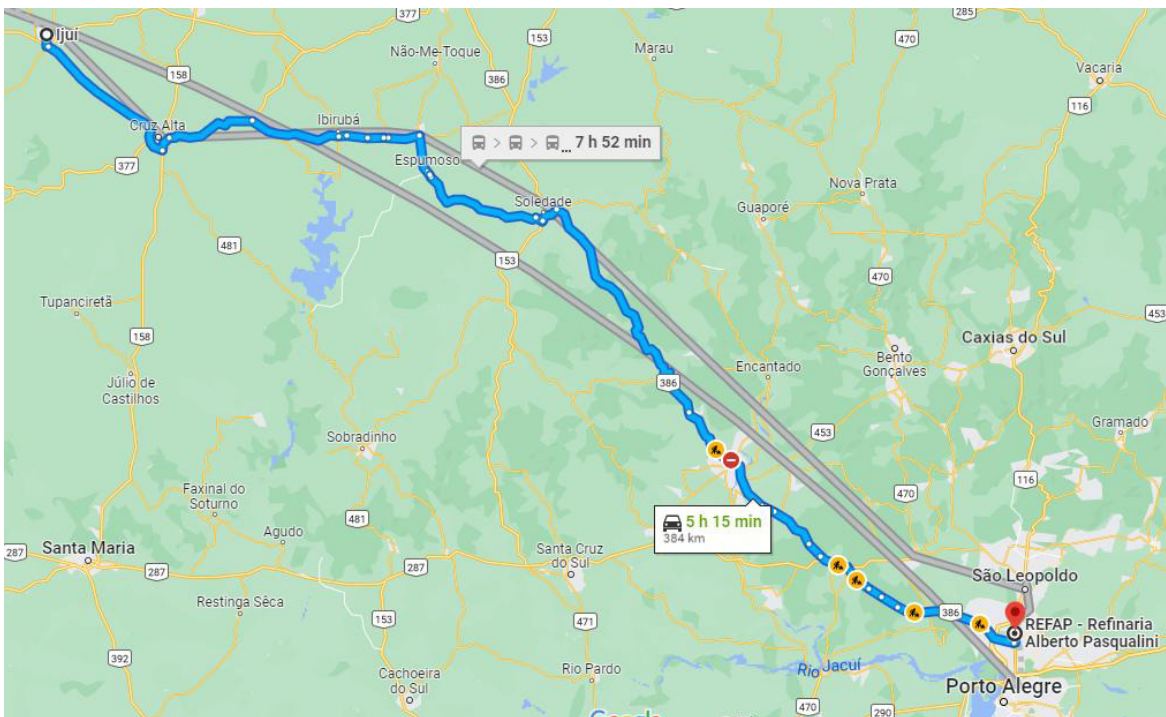 377
285
Ijuí
470
153
Marau
Não-Me-Toque
158
386
Vacaria
116
Cruz Alta
Ibirubá
7 h 52 min
377
Espumoso
Nova Prata
Soledade
Guaporé
481
153
470
Tupanciretã
453
158
Caxias do Sul
Encantado
Bento
Gonçalves
Júlio de
Castilhos
386
Gramado
Sobradinho
453
116
Faxinal do
Soturno
470
481
5 h 15 min
384 km
Agudo
287
Santa Maria
Santa Cruz
do Sul
287
287
São Leopoldo
Restinga Sêca
386
REFAP - Refinaria
Alberto Pasqualini
153
471
392
Cachoeira
do Sul
Rio Pardo
Rio Jacuí
Porto Alegre
470
290
Google